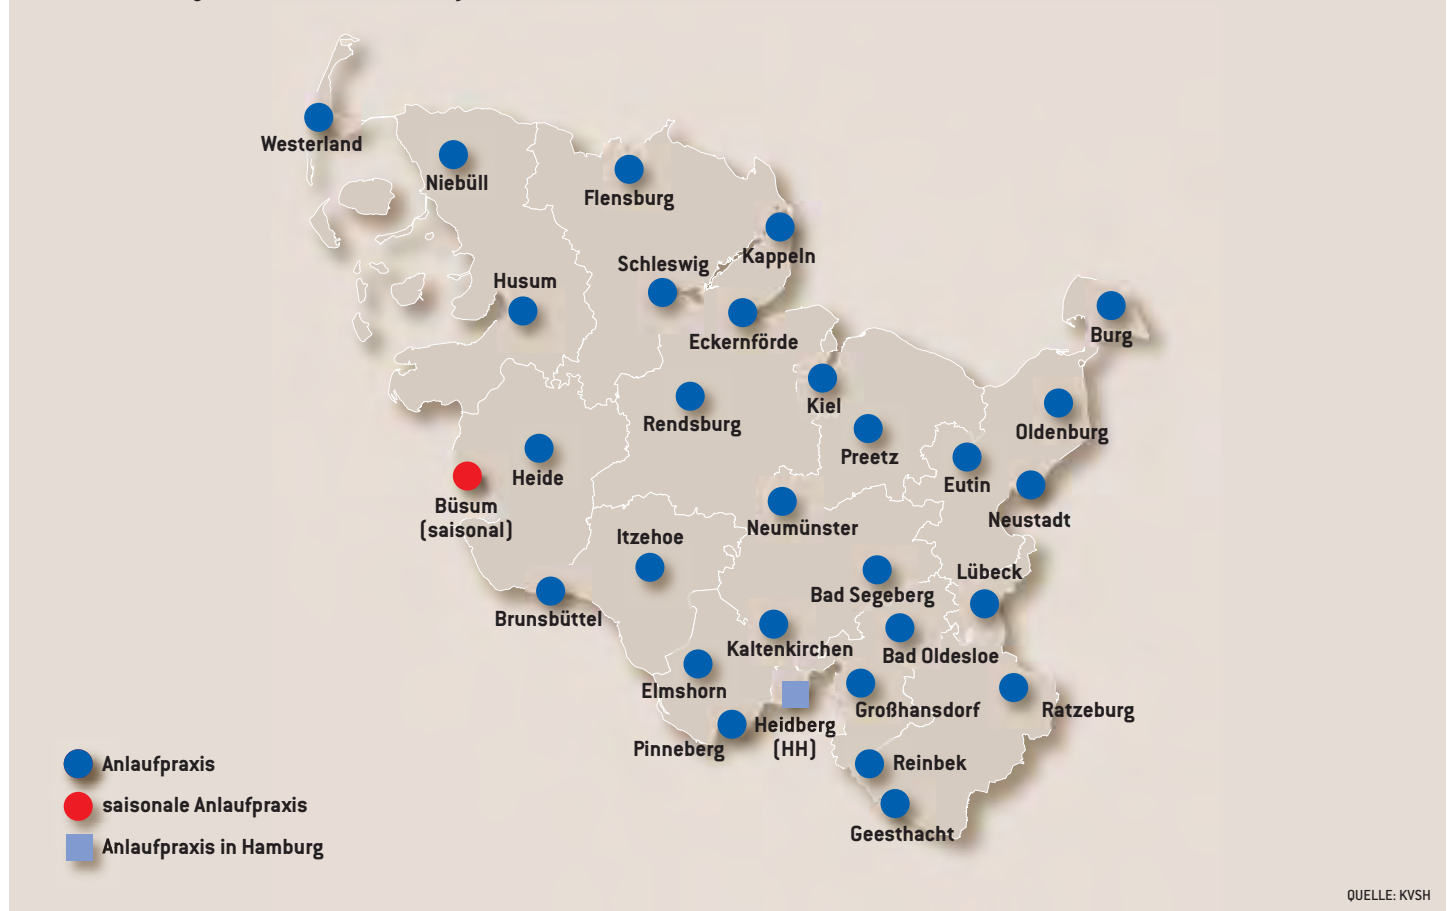 Westerland
Niebüll
Flensburg
Kappeln
Schleswig
Husum
Eckernförde
Burg
Kiel
Rendsburg
Oldenburg
Preetz
Heide
Eutin
Büsum
(saisonal)
Neustadt
Neumünster
Itzehoe
Lübeck
Bad Segeberg
Brunsbüttel
Kaltenkirchen
Bad Oldesloe
Elmshorn
Großhansdorf
Ratzeburg
Heidberg
(HH)
Pinneberg
Reinbek
Geesthacht
Anlaufpraxis
saisonale Anlaufpraxis
Anlaufpraxis in Hamburg
QUELLE: KVSH